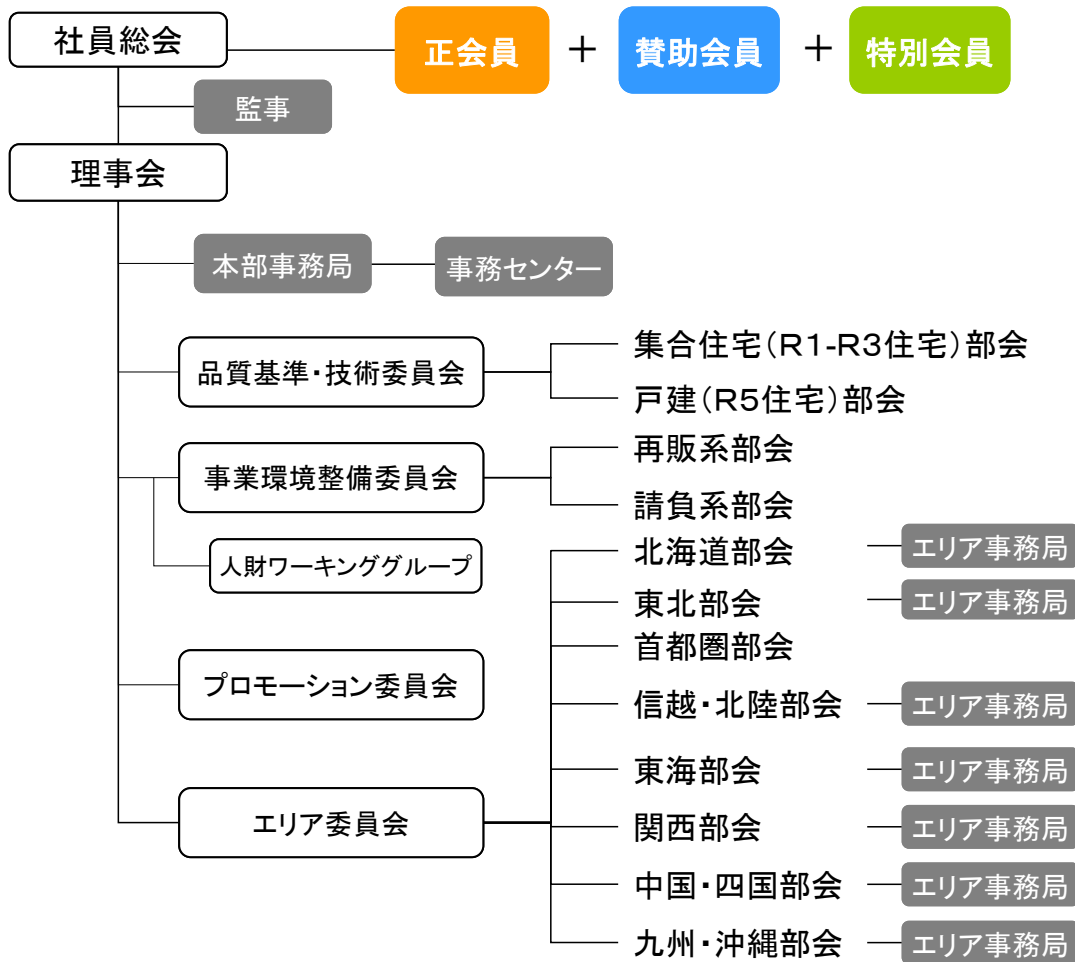 社員総会
正会員 + 賛助会員 + 特別会員
監事
理事会
本部事務局
事務センター
品質基準・技術委員会
集合住宅(R1-R3住宅)部会
戸建(R5住宅)部会
事業環境整備委員会
再販系部会
請負系部会
人財ワーキンググループ
プロモーション委員会
エリア委員会
北海道部会 エリア事務局
東北部会 エリア事務局
首都圏部会
信越・北陸部会 エリア事務局
東海部会 エリア事務局
関西部会 エリア事務局
中国・四国部会 エリア事務局
九州・沖縄部会 エリア事務局